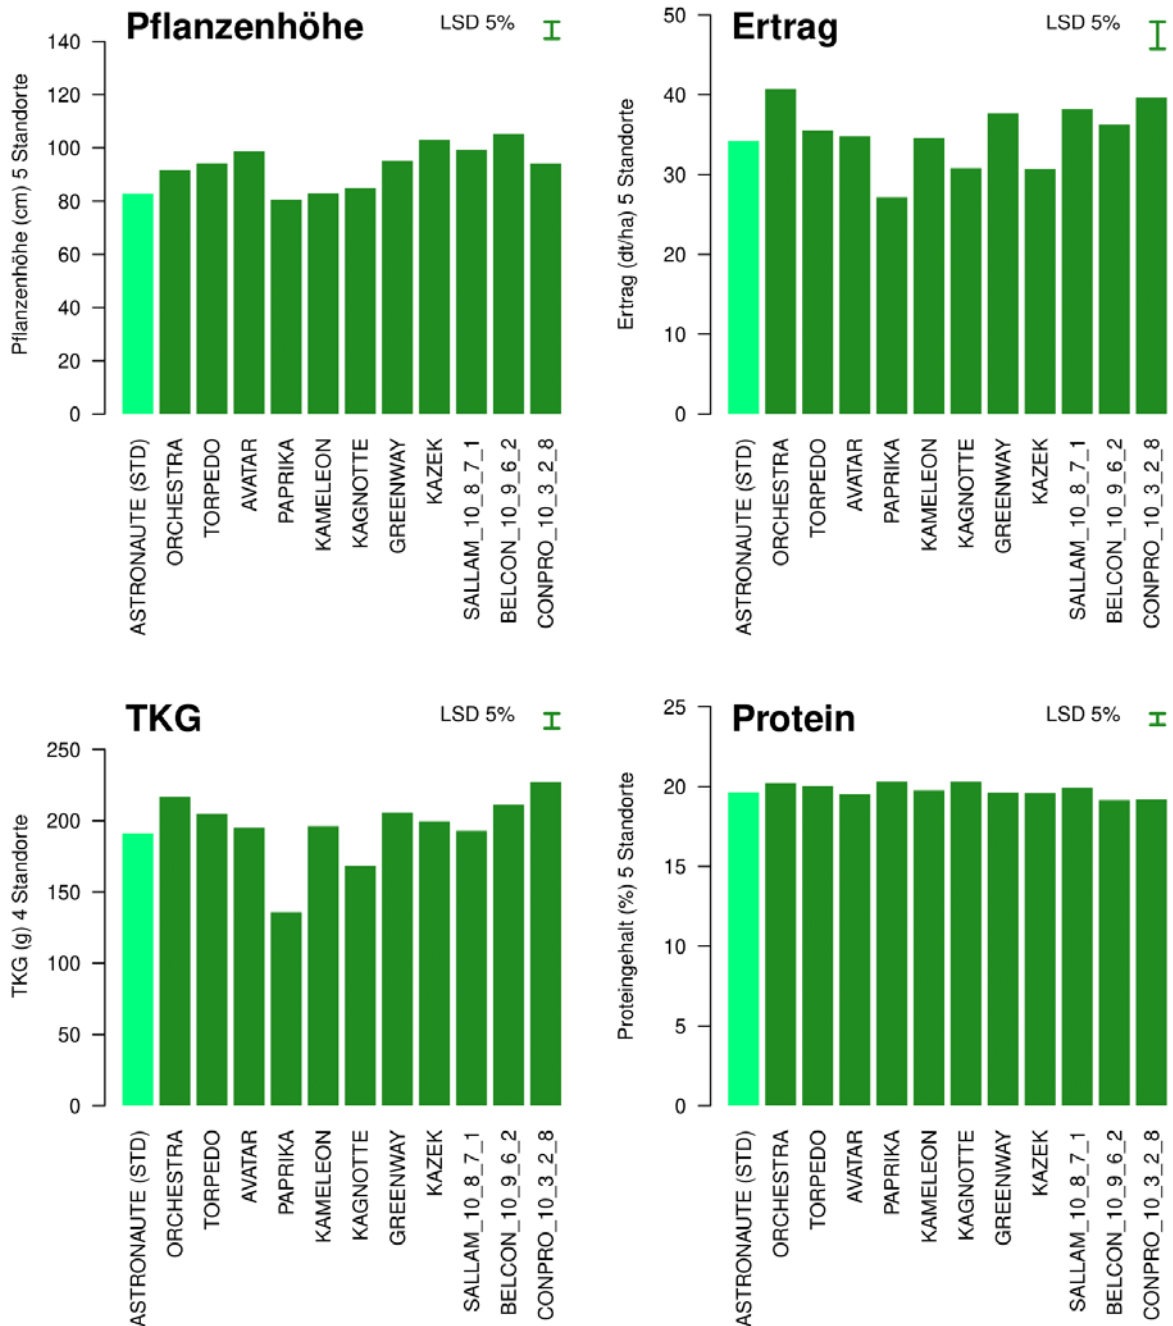 Pflanzenhöhe
LSD 5%
Pflanzenhöhe (cm) 5 Standorte
140
120
100
80
60
40
20
0
ASTRONAUTE (STD)
ORCHESTRA
TORPEDO
AVATAR
PAPRIKA
KAMELEON
KAGNOTTE
GREENWAY
KAZEK
SALLAM_10_8_7_1
BELCON_10_9_6_2
CONPRO_10_3_2_8
Ertrag
LSD 5%
Ertrag (dt/ha) 5 Standorte
50
40
30
20
10
0
ASTRONAUTE (STD)
ORCHESTRA
TORPEDO
AVATAR
PAPRIKA
KAMELEON
KAGNOTTE
GREENWAY
KAZEK
SALLAM_10_8_7_1
BELCON_10_9_6_2
CONPRO_10_3_2_8
TKG
LSD 5%
TKG (g) 4 Standorte
250
200
150
100
50
0
ASTRONAUTE (STD)
ORCHESTRA
TORPEDO
AVATAR
PAPRIKA
KAMELEON
KAGNOTTE
GREENWAY
KAZEK
SALLAM_10_8_7_1
BELCON_10_9_6_2
CONPRO_10_3_2_8
Protein
LSD 5%
Proteingehalt (%) 5 Standorte
25
20
15
10
5
0
ASTRONAUTE (STD)
ORCHESTRA
TORPEDO
AVATAR
PAPRIKA
KAMELEON
KAGNOTTE
GREENWAY
KAZEK
SALLAM_10_8_7_1
BELCON_10_9_6_2
CONPRO_10_3_2_8